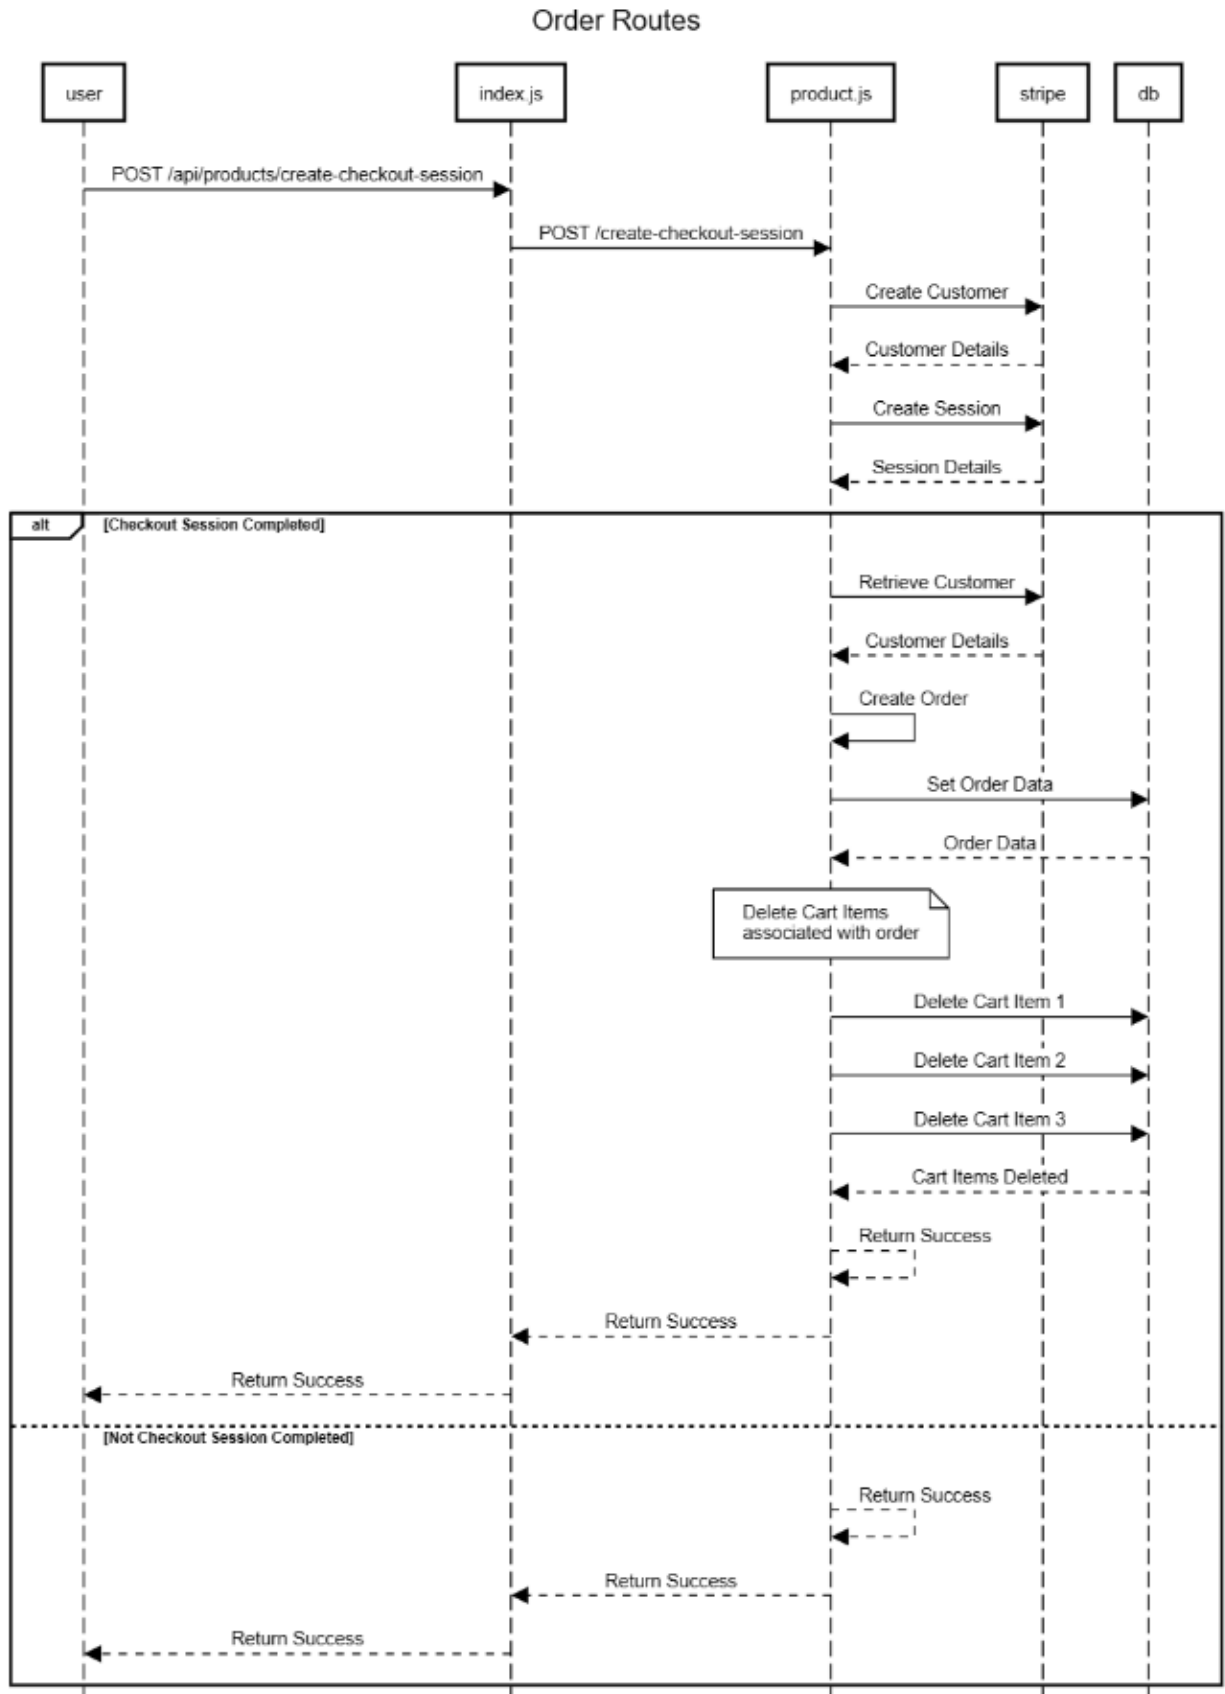 Order Routes
user
index.js
product.js
stripe
db
POST /api/products/create-checkout-session
POST /create-checkout-session
Create Customer
Customer Details
Create Session
Session Details
alt
[Checkout Session Completed]
Retrieve Customer
Customer Details
Create Order
Set Order Data
Order Data
Delete Cart Items
associated with order
Delete Cart Item 1
Delete Cart Item 2
Delete Cart Item 3
Cart Items Deleted
Return Success
Return Success
Return Success
[Not Checkout Session Completed]
Return Success
Return Success
Return Success